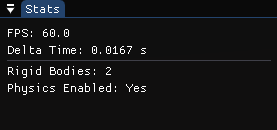 Stats
FPS: 60.0
Delta Time: 0.0167 s
Rigid Bodies: 2
Physics Enabled: Yes